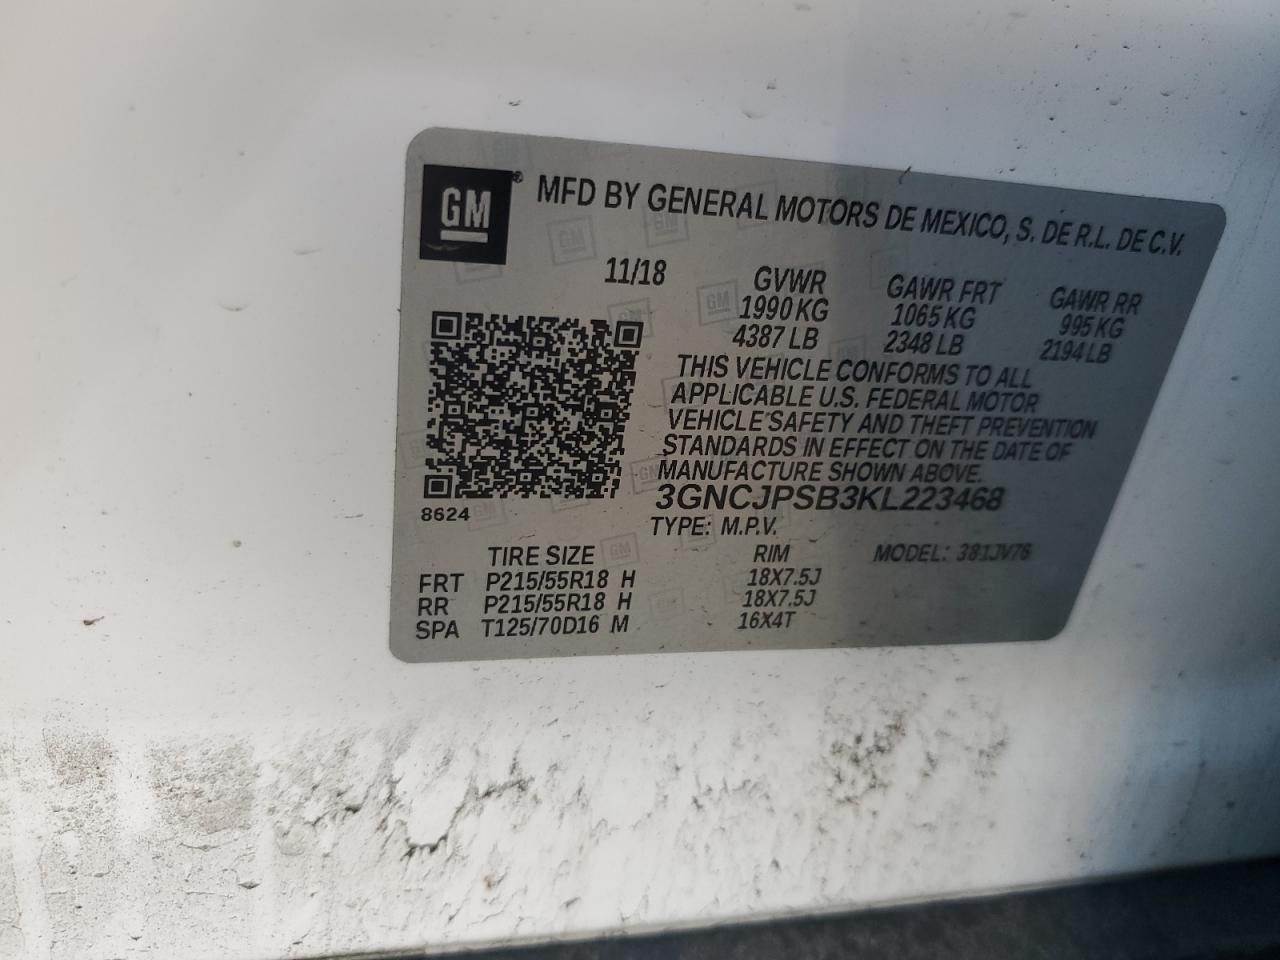 GM ® MFD BY GENERAL MOTORS DE MEXICO, S. DE R.L. DE C.V.
11/18 GVWR GAWR FRT GAWR RR
1990 KG 1065 KG 995 KG
4387 LB 2348 LB 2194 LB
THIS VEHICLE CONFORMS TO ALL
APPLICABLE U.S. FEDERAL MOTOR
VEHICLE SAFETY AND THEFT PREVENTION
STANDARDS IN EFFECT ON THE DATE OF
MANUFACTURE SHOWN ABOVE.
3GNCJPSB3KL223468
8624
TYPE: M.P.V.
TIRE SIZE RIM MODEL: 381JV76
FRT P215/55R18 H 18X7.5J
RR P215/55R18 H 18X7.5J
SPA T125/70D16 M 16X4T